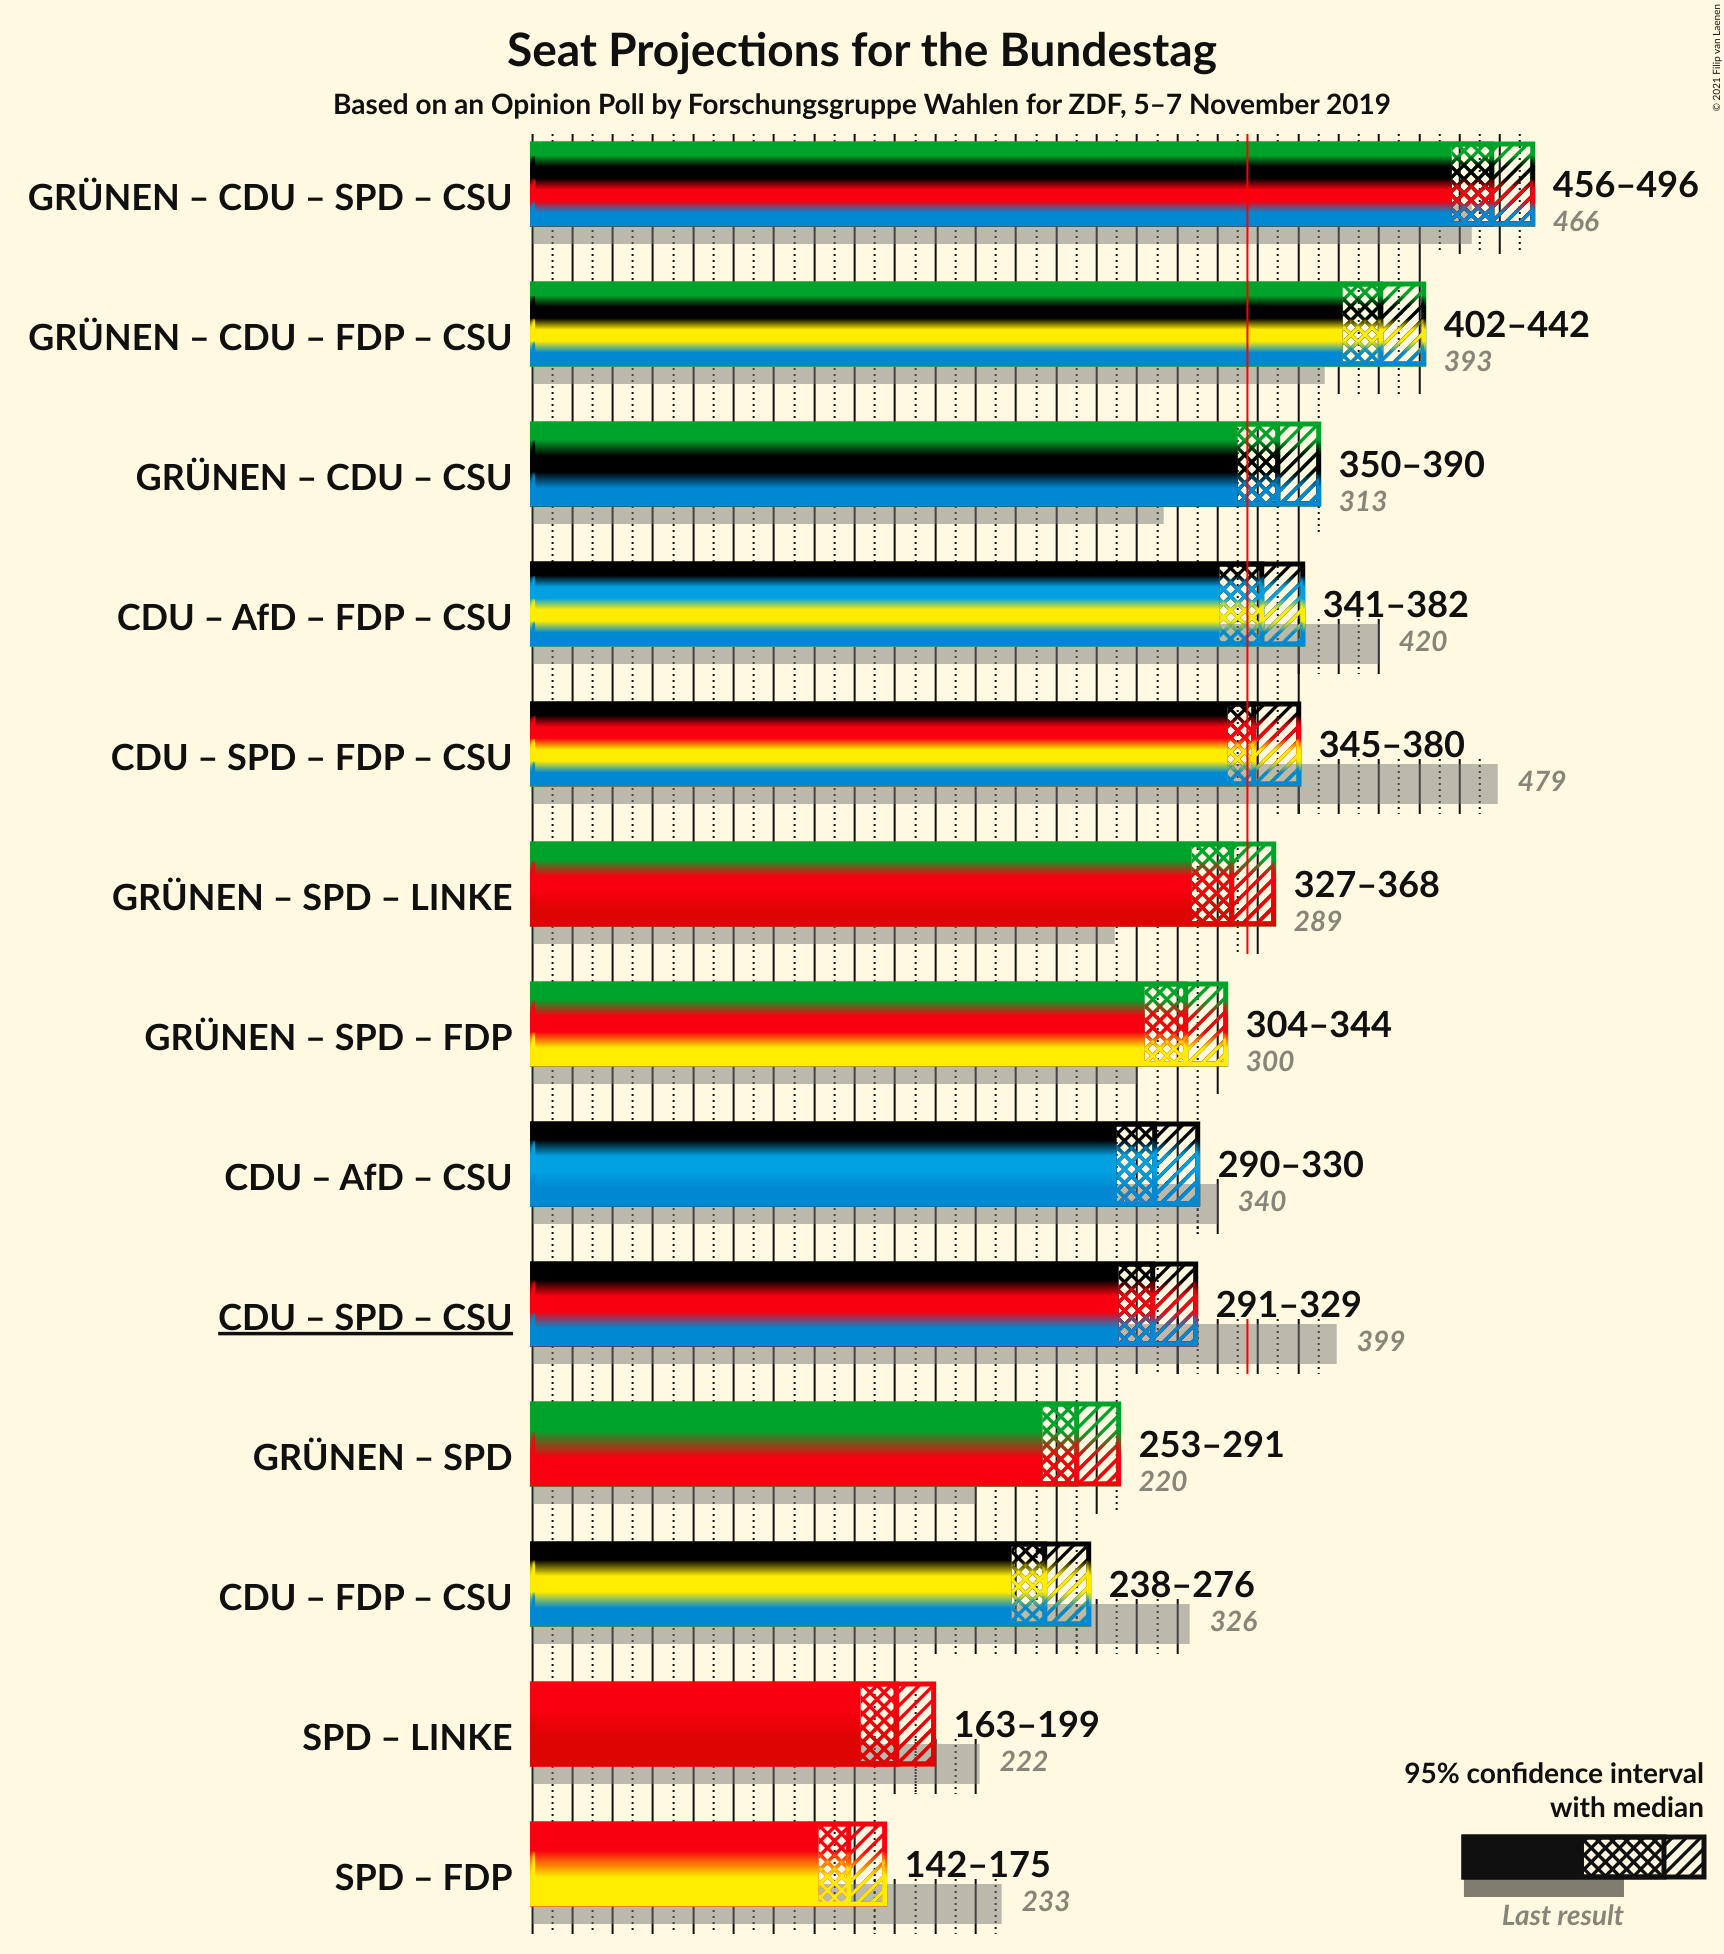 © 2021 Filip van Laenen
Seat Projections for the Bundestag
Based on an Opinion Poll by Forschungsgruppe Wahlen for ZDF, 5–7 November 2019
GRÜNEN – CDU – SPD – CSU
456–496
466
GRÜNEN – CDU – FDP – CSU
402–442
393
GRÜNEN – CDU – CSU
350–390
313
CDU – AfD – FDP – CSU
341–382
420
CDU – SPD – FDP – CSU
345–380
479
GRÜNEN – SPD – LINKE
327–368
289
GRÜNEN – SPD – FDP
304–344
300
CDU – AfD – CSU
290–330
340
CDU – SPD – CSU
291–329
399
GRÜNEN – SPD
253–291
220
CDU – FDP – CSU
238–276
326
SPD – LINKE
163–199
222
SPD – FDP
142–175
233
95% confidence interval
with median
Last result